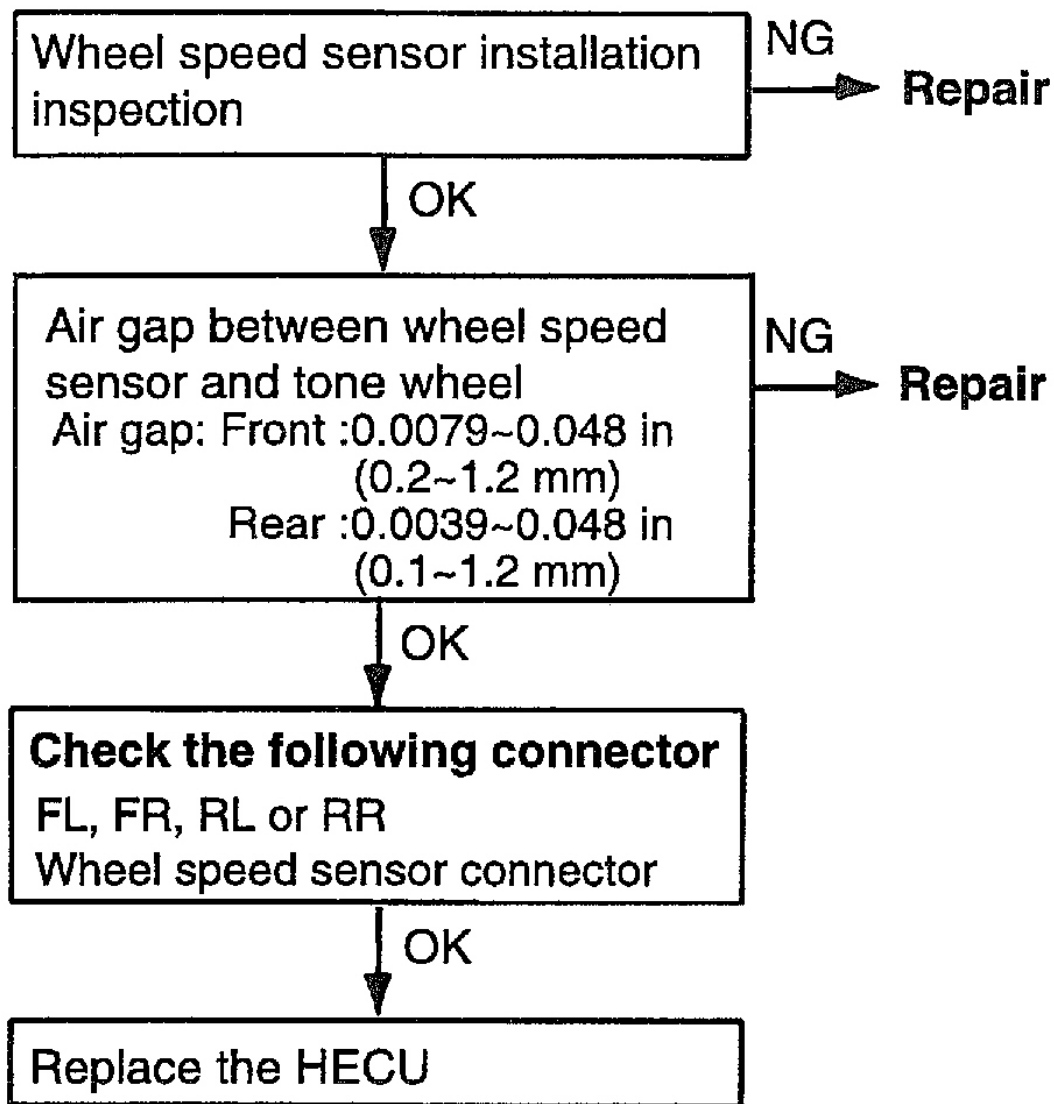 Wheel speed sensor installation
inspection
NG
Repair
OK
Air gap between wheel speed
sensor and tone wheel
Air gap: Front :0.0079~0.048 in
(0.2~1.2 mm)
Rear :0.0039~0.048 in
(0.1~1.2 mm)
NG
Repair
OK
Check the following connector
FL, FR, RL or RR
Wheel speed sensor connector
OK
Replace the HECU